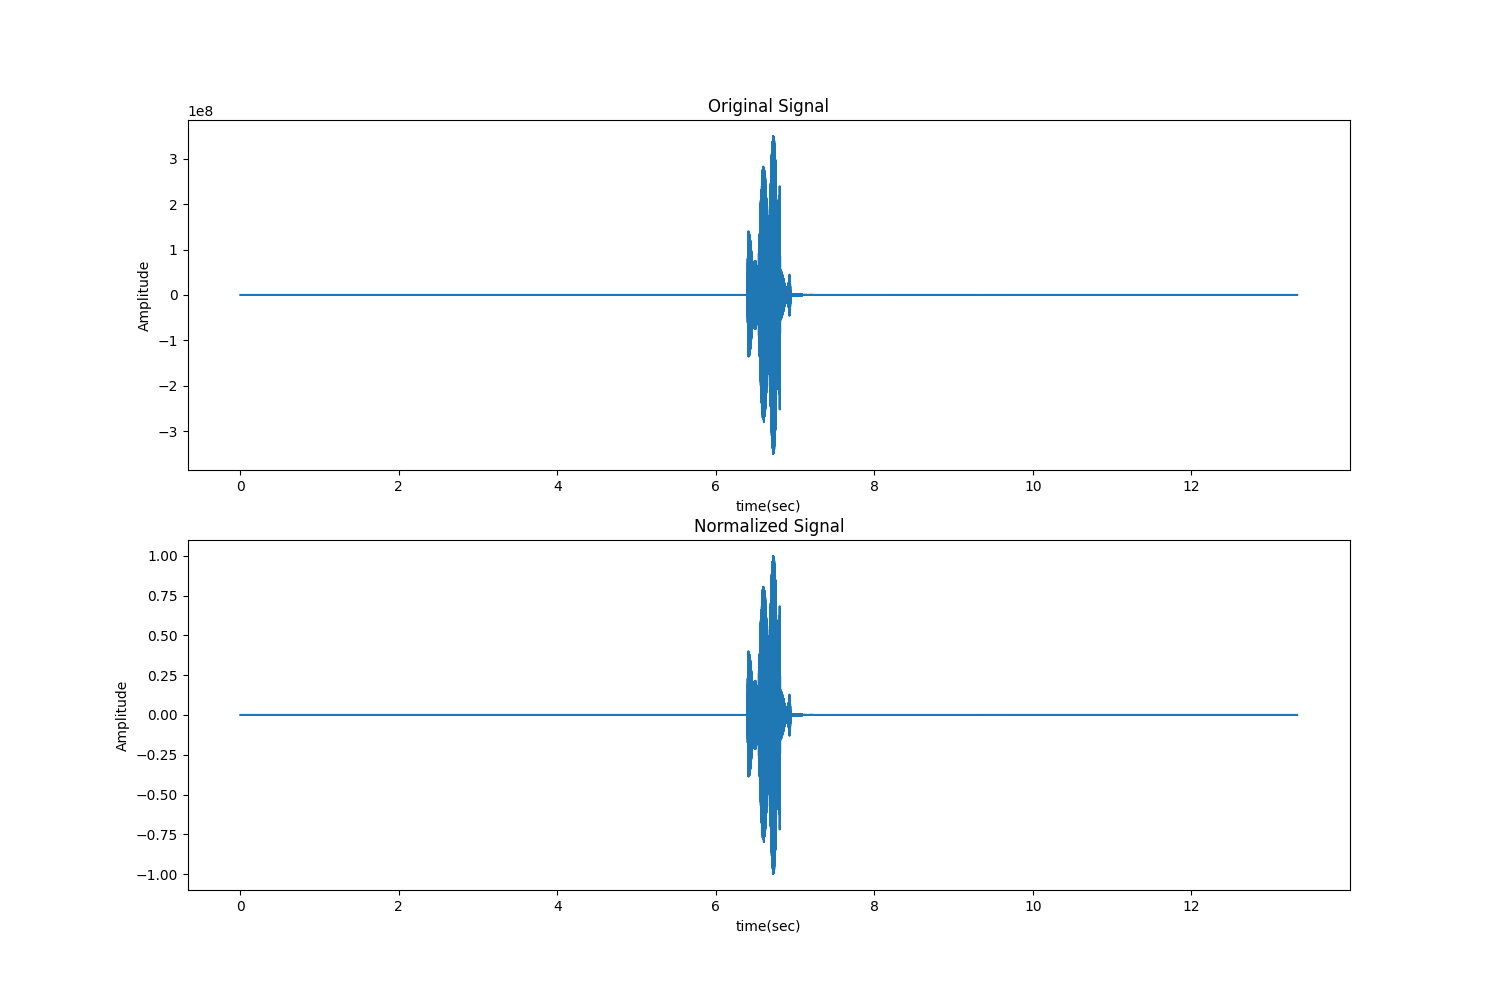 Original Signal
1e8
3
2
1
0
−1
−2
−3
Amplitude
0 2 4 6 8 10 12
time(sec)
Normalized Signal
1.00
0.75
0.50
0.25
0.00
−0.25
−0.50
−0.75
−1.00
Amplitude
0 2 4 6 8 10 12
time(sec)